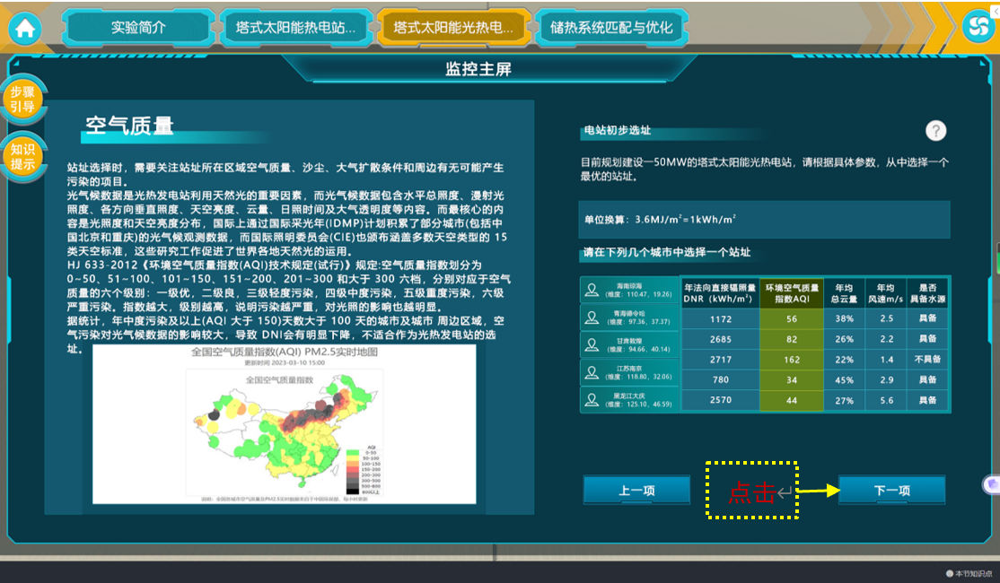 实验简介
塔式太阳能热电站...
塔式太阳能光热电...
储热系统匹配与优化
监控主屏
步骤
引导
知识
提示
空气质量
站址选择时，需要关注站址所在区域空气质量、沙尘、大气扩散条件和周边有无可能产生
污染的项目。
光气候数据是光热发电站利用天然光的重要因素，而光气候数据包含水平总照度、漫射光
照度、各方向垂直照度、天空亮度、云量、日照时间及大气透明度等内容。而最核心的内
容是光照度和天空亮度分布，国际上通过国际采光年(IDMP)计划积累了部分城市(包括中
国北京和重庆)的光气候观测数据，而国际照明委员会(CIE)也颁布涵盖多数天空类型的 15
类天空标准，这些研究工作促进了世界各地天然光的运用。
HJ 633-2012《环境空气质量指数(AQI)技术规定(试行)》规定:空气质量指数划分为
0~50、51~100、101~150、151~200、201~300 和大于 300 六档，分别对应于空气
质量的六个级别：一级优，二级良，三级轻度污染，四级中度污染，五级重度污染，六级
严重污染。指数越大，级别越高，说明污染越严重，对光照的影响也越明显。
据统计，年中度污染及以上(AQI 大于 150)天数大于 100 天的城市及城市 周边区域，空
气污染对光气候数据的影响较大，导致 DNI会有明显下降，不适合作为光热发电站的选
址。
全国空气质量指数(AQI) PM2.5实时地图
更新时间 2023-03-10 15:00
全国空气质量指数
AQI
0-50
50-100
100-150
150-200
200-300
300-500
500-800
800以上
电站初步选址
?
目前规划建设一50MW的塔式太阳能光热电站，请根据具体参数，从中选择一个
最优的站址。
单位换算：3.6MJ/m²=1kWh/m²
请在下列几个城市中选择一个站址
年法向直接辐照量 环境空气质量 年均 年均 是否
DNR（kWh/m²） 指数AQI 总云量 风速m/s 具备水源
海南琼海
(维度：110.47，19.26) 1172 56 38% 2.5 具备
青海德令哈
(维度：97.36，37.37) 2685 82 26% 2.2 具备
甘肃敦煌
(维度：94.66，40.14) 2717 162 22% 1.4 不具备
江苏南京
(维度：118.80，32.06) 780 34 45% 2.9 具备
黑龙江大庆
(维度：125.10，46.59) 2570 44 27% 5.6 具备
上一项
点击
下一项
本节知识点